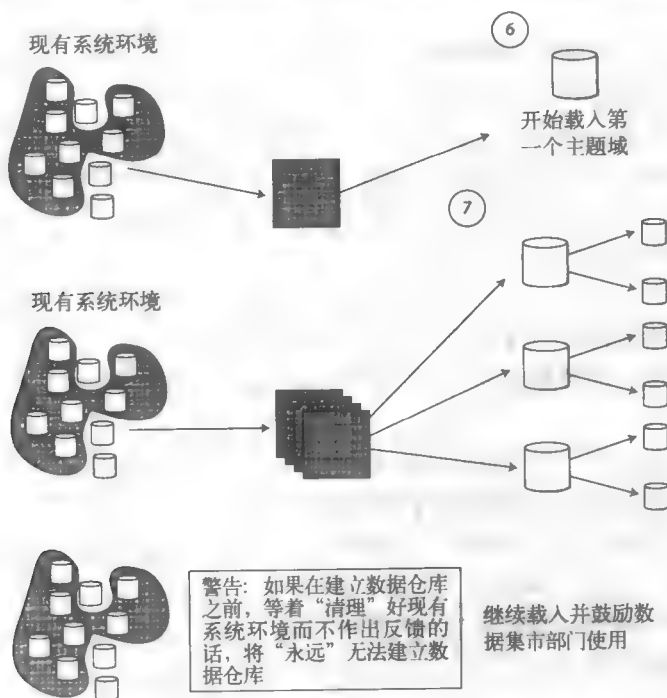 现有系统环境
⑥
开始载入第
一个主题域
⑦
现有系统环境
警告：如果在建立数据仓库
之前，等着“清理”好现有
系统环境而不作出反馈的
话，将“永远”无法建立数
据仓库
继续载入并鼓励数
据集市部门使用